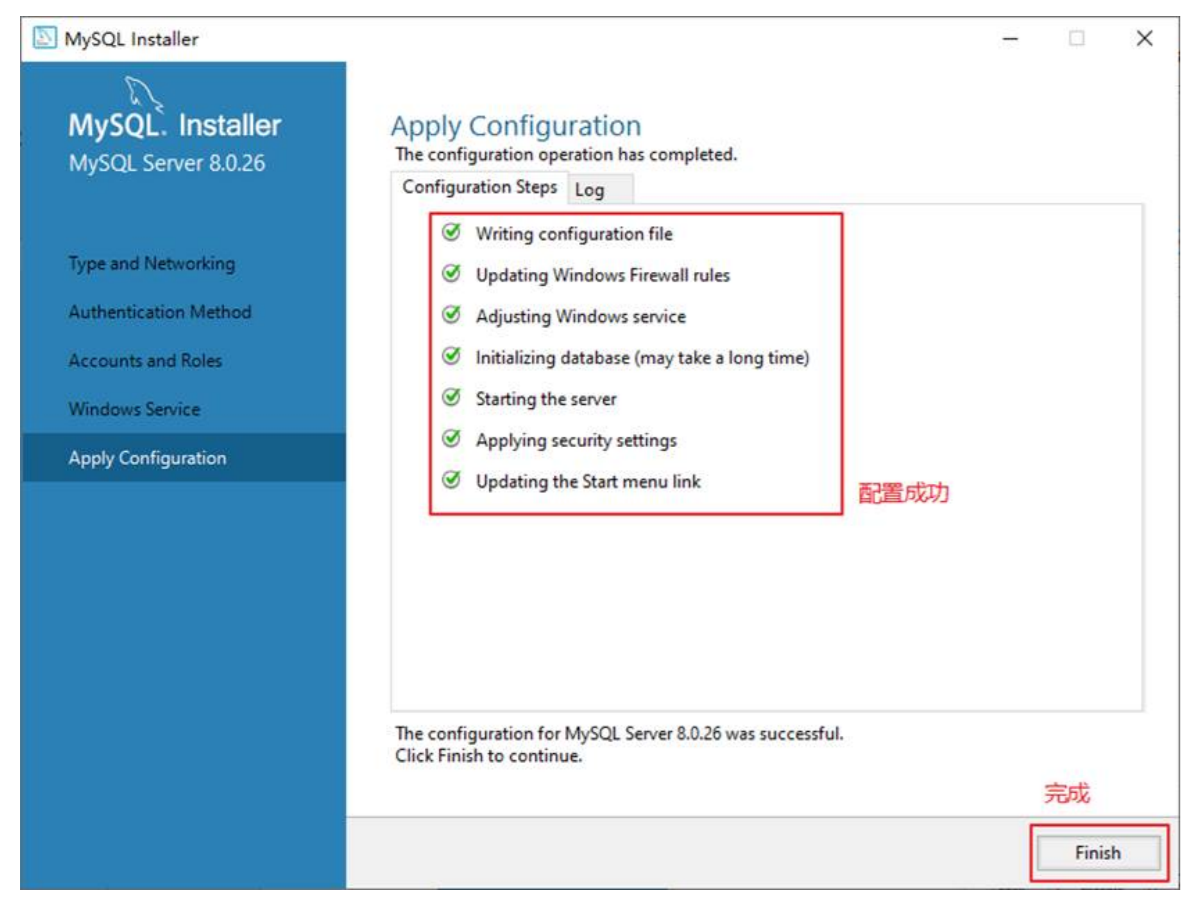 MySQL Installer
MySQL. Installer
MySQL Server 8.0.26
Type and Networking
Authentication Method
Accounts and Roles
Windows Service
Apply Configuration
Apply Configuration
The configuration operation has completed.
Configuration Steps
Log
Writing configuration file
Updating Windows Firewall rules
Adjusting Windows service
Initializing database (may take a long time)
Starting the server
Applying security settings
Updating the Start menu link
配置成功
The configuration for MySQL Server 8.0.26 was successful.
Click Finish to continue.
完成
Finish